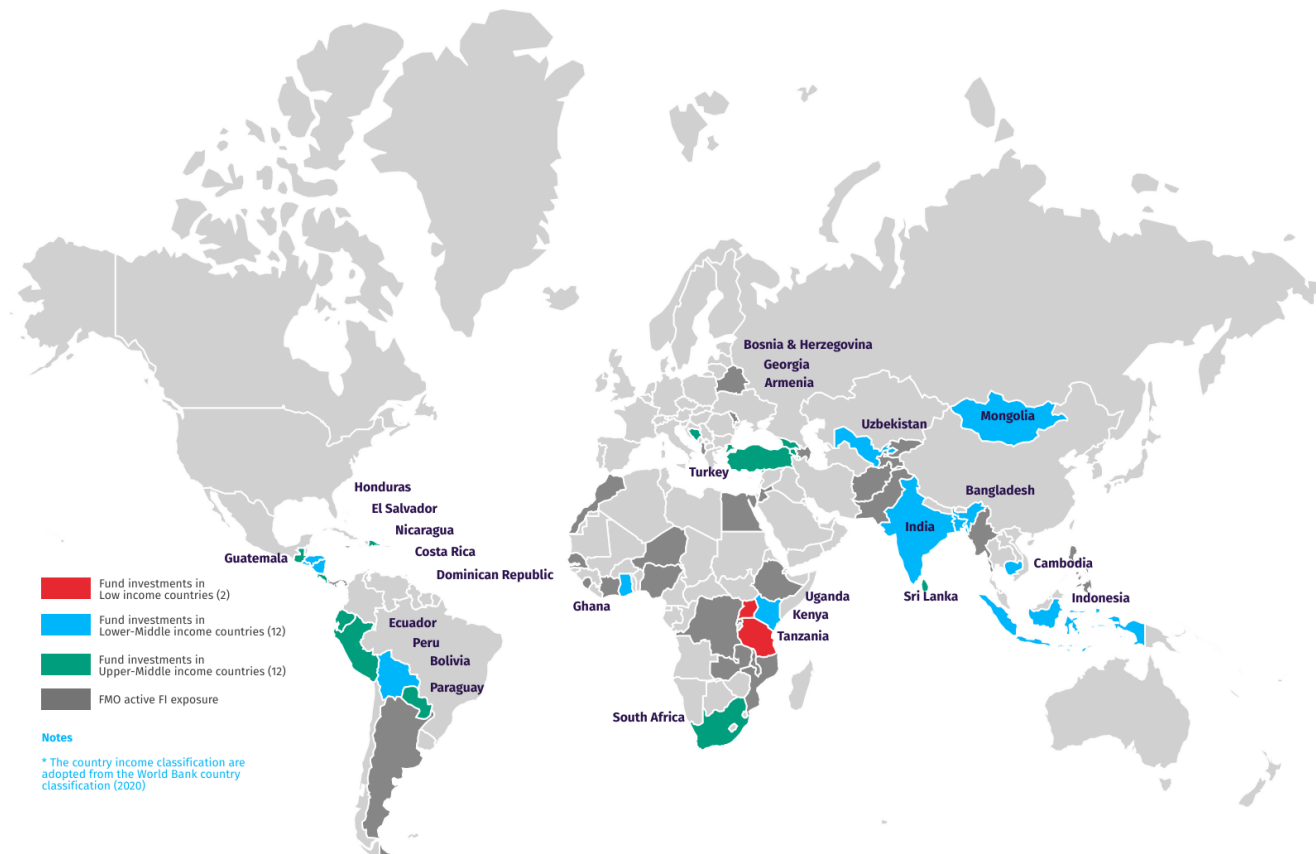 Bosnia & Herzegovina
Georgia
Armenia
Mongolia
Uzbekistan
Turkey
Bangladesh
Honduras
El Salvador
India
Nicaragua
Costa Rica
Guatemala
Cambodia
Dominican Republic
Fund investments in
Low income countries (2)
Ghana
Uganda
Sri Lanka
Indonesia
Kenya
Ecuador
Fund investments in
Lower-Middle income countries (12)
Tanzania
Peru
Bolivia
Fund investments in
Upper-Middle income countries (12)
Paraguay
FMO active FI exposure
South Africa
Notes
* The country income classification are
adopted from the World Bank country
classification (2020)